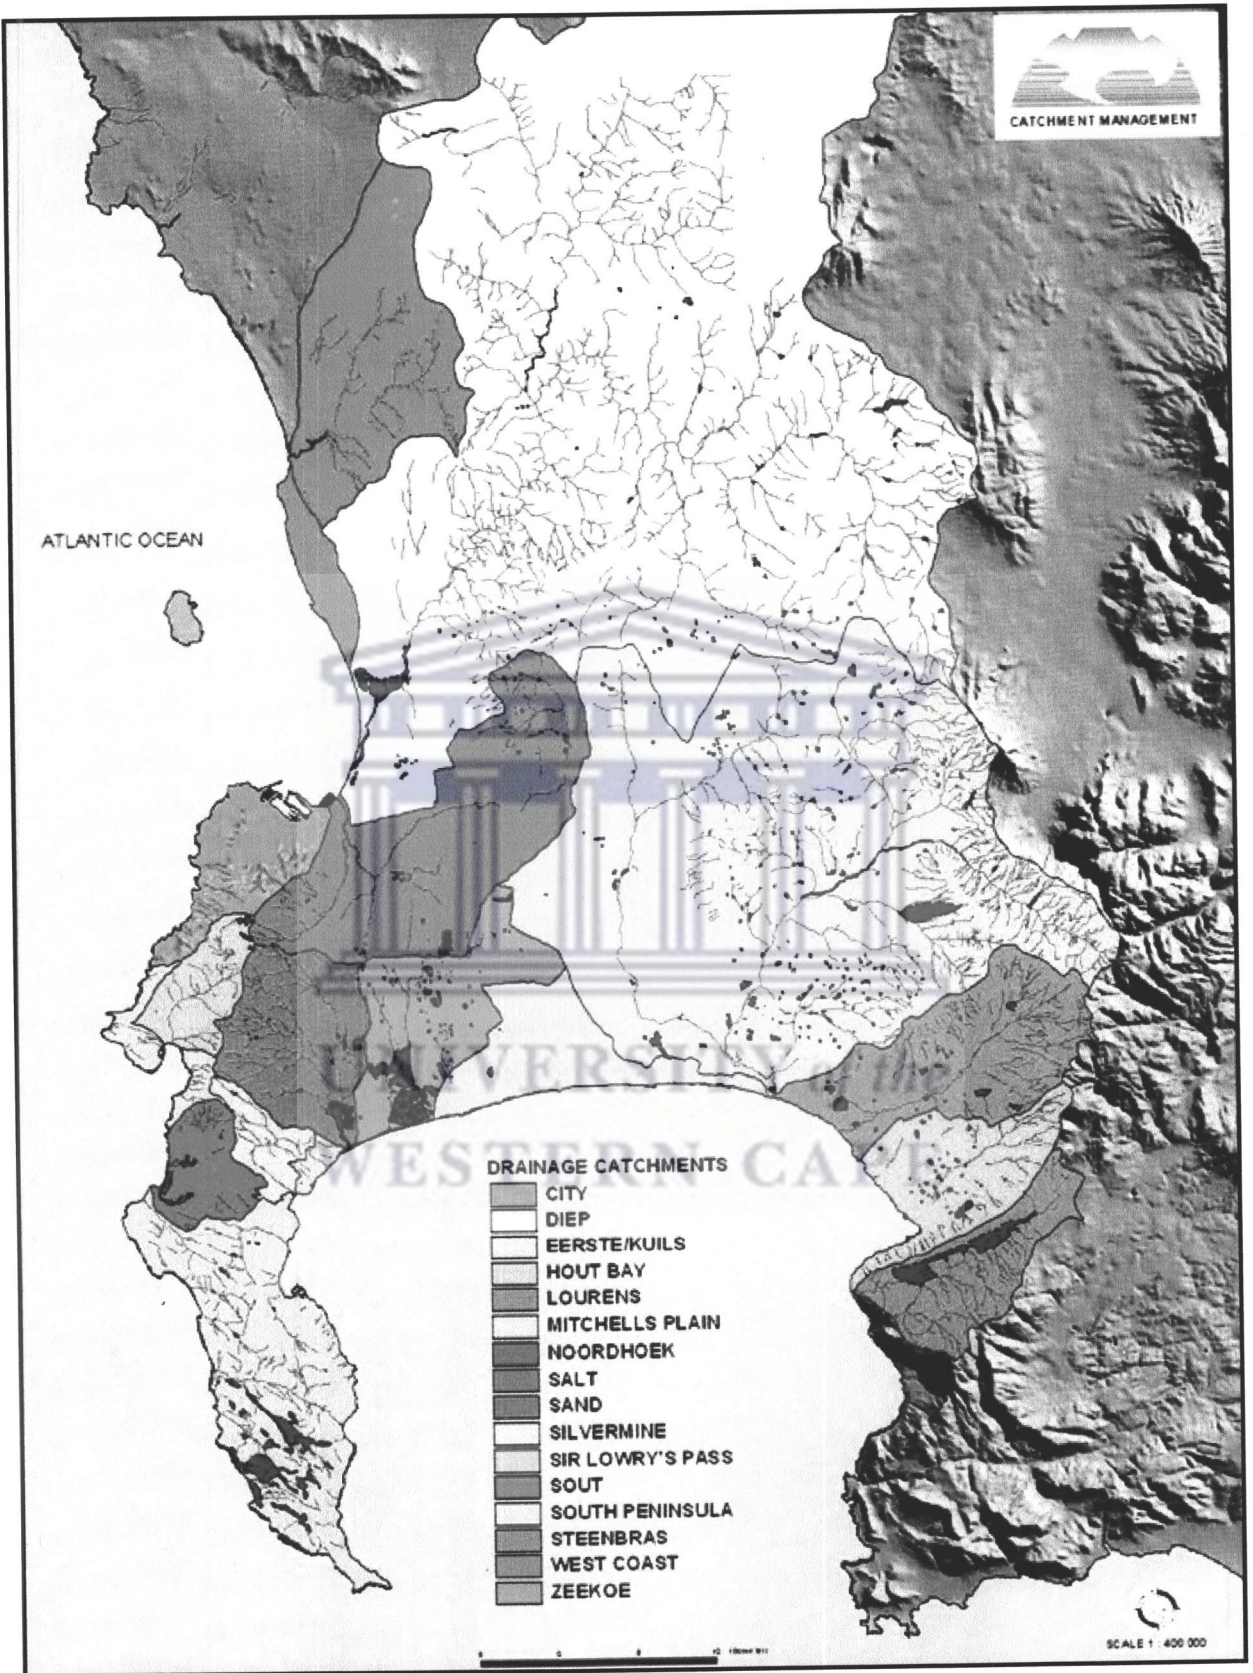 CATCHMENT MANAGEMENT
ATLANTIC OCEAN
UNIVERSITY of the
WESTERN CAPE
DRAINAGE CATCHMENTS
CITY
DIEP
EERSTE/KUILS
HOUT BAY
LOURENS
MITCHELLS PLAIN
NOORDHOEK
SALT
SAND
SILVERMINE
SIR LOWRY'S PASS
SOUT
SOUTH PENINSULA
STEENBRAS
WEST COAST
ZEEKOE
SCALE 1 : 400 000